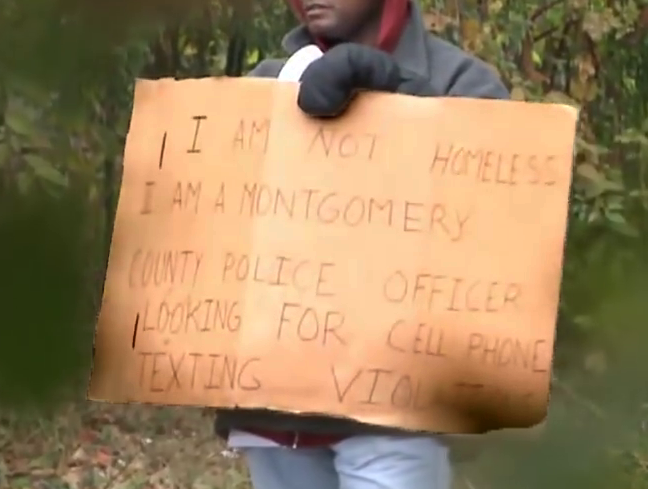 I AM NOT HOMELESS
I AM A MONTGOMERY
COUNTY POLICE OFFICER
LOOKING FOR CELL PHONE
TEXTING